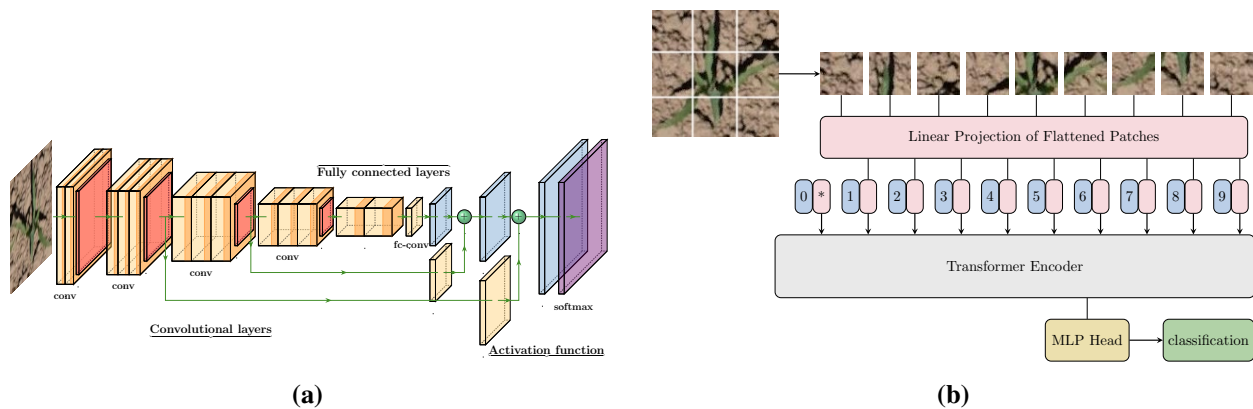 Fully connected layers
fc-conv
conv
conv
conv
conv
softmax
Convolutional layers
Activation function
(a)
Linear Projection of Flattened Patches
0 * 1 2 3 4 5 6 7 8 9
Transformer Encoder
MLP Head
classification
(b)